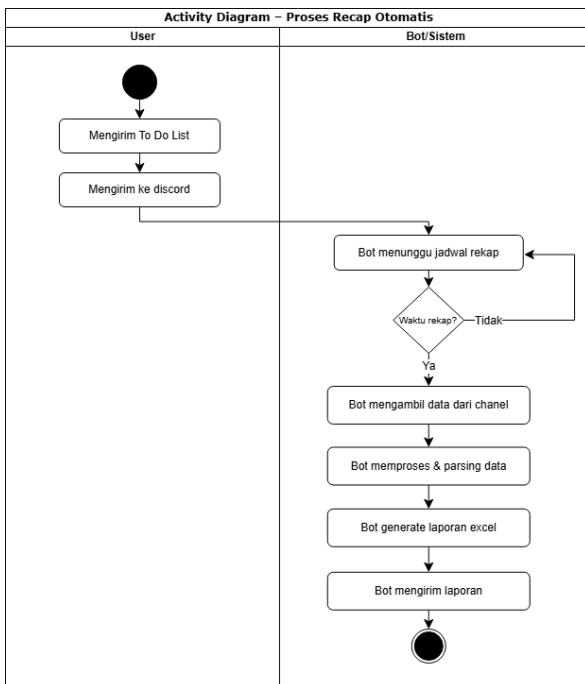 Activity Diagram – Proses Recap Otomatis
User
Bot/Sistem
Mengirim To Do List
Mengirim ke discord
Bot menunggu jadwal rekap
Waktu rekap?
Tidak
Ya
Bot mengambil data dari chanel
Bot memproses & parsing data
Bot generate laporan excel
Bot mengirim laporan